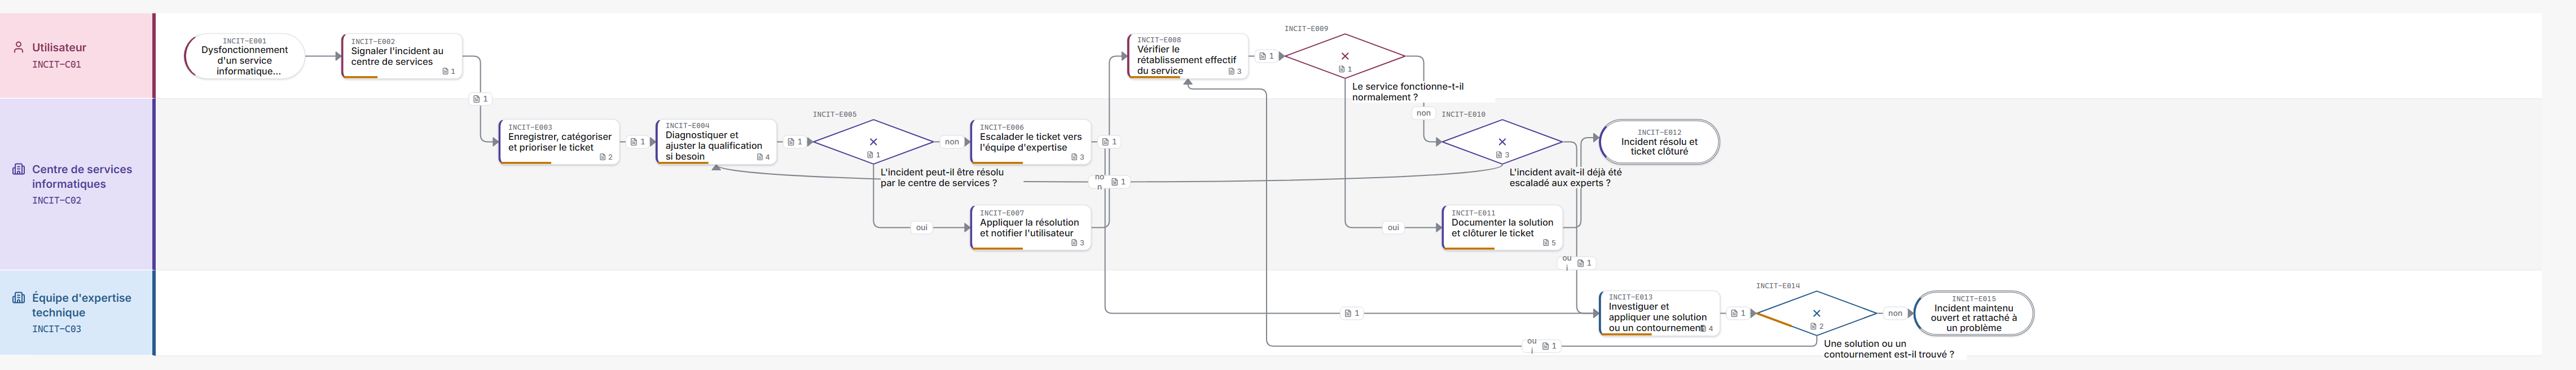 Utilisateur
INCIT-C01
INCIT-E001
Dysfonctionnement
d'un service
informatique...
INCIT-E002
Signaler l'incident au
centre de services
1
1
INCIT-E008
Vérifier le
rétablissement effectif
du service
3
1
INCIT-E009
1
Le service fonctionne-t-il
normalement ?
non
Centre de services
informatiques
INCIT-C02
INCIT-E003
Enregistrer, catégoriser
et prioriser le ticket
2
1
INCIT-E004
Diagnostiquer et
ajuster la qualification
si besoin
4
1
INCIT-E005
1
L'incident peut-il être résolu
par le centre de services ?
non
INCIT-E006
Escalader le ticket vers
l'équipe d'expertise
3
1
no
n
1
oui
INCIT-E007
Appliquer la résolution
et notifier l'utilisateur
3
INCIT-E010
3
L'incident avait-il déjà été
escaladé aux experts ?
INCIT-E012
Incident résolu et
ticket clôturé
oui
INCIT-E011
Documenter la solution
et clôturer le ticket
5
ou
i
1
Équipe d'expertise
technique
INCIT-C03
1
INCIT-E013
Investiguer et
appliquer une solution
ou un contournement
4
1
INCIT-E014
2
Une solution ou un
contournement est-il trouvé ?
non
INCIT-E015
Incident maintenu
ouvert et rattaché à
un problème
ou
i
1